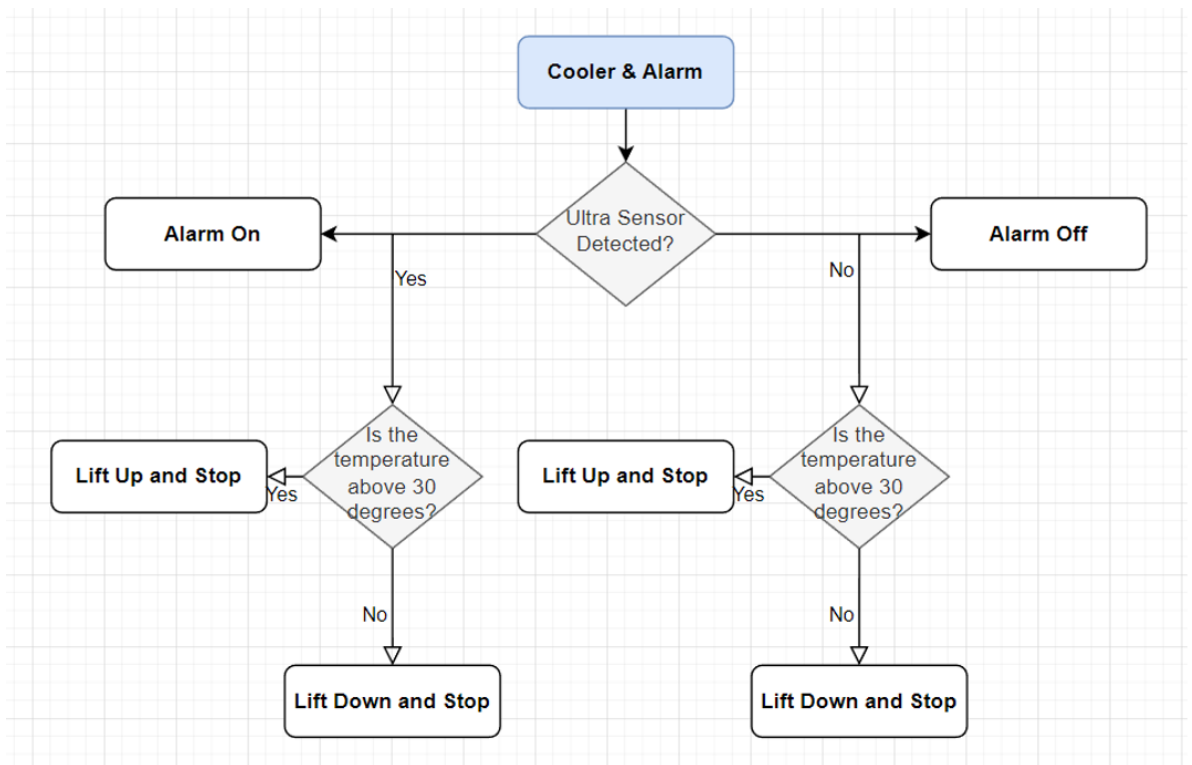 Cooler & Alarm
Ultra Sensor
Detected?
Alarm On
Alarm Off
Yes
No
Is the
temperature
above 30
degrees?
Is the
temperature
above 30
degrees?
Lift Up and Stop
Yes
Lift Up and Stop
Yes
No
No
Lift Down and Stop
Lift Down and Stop